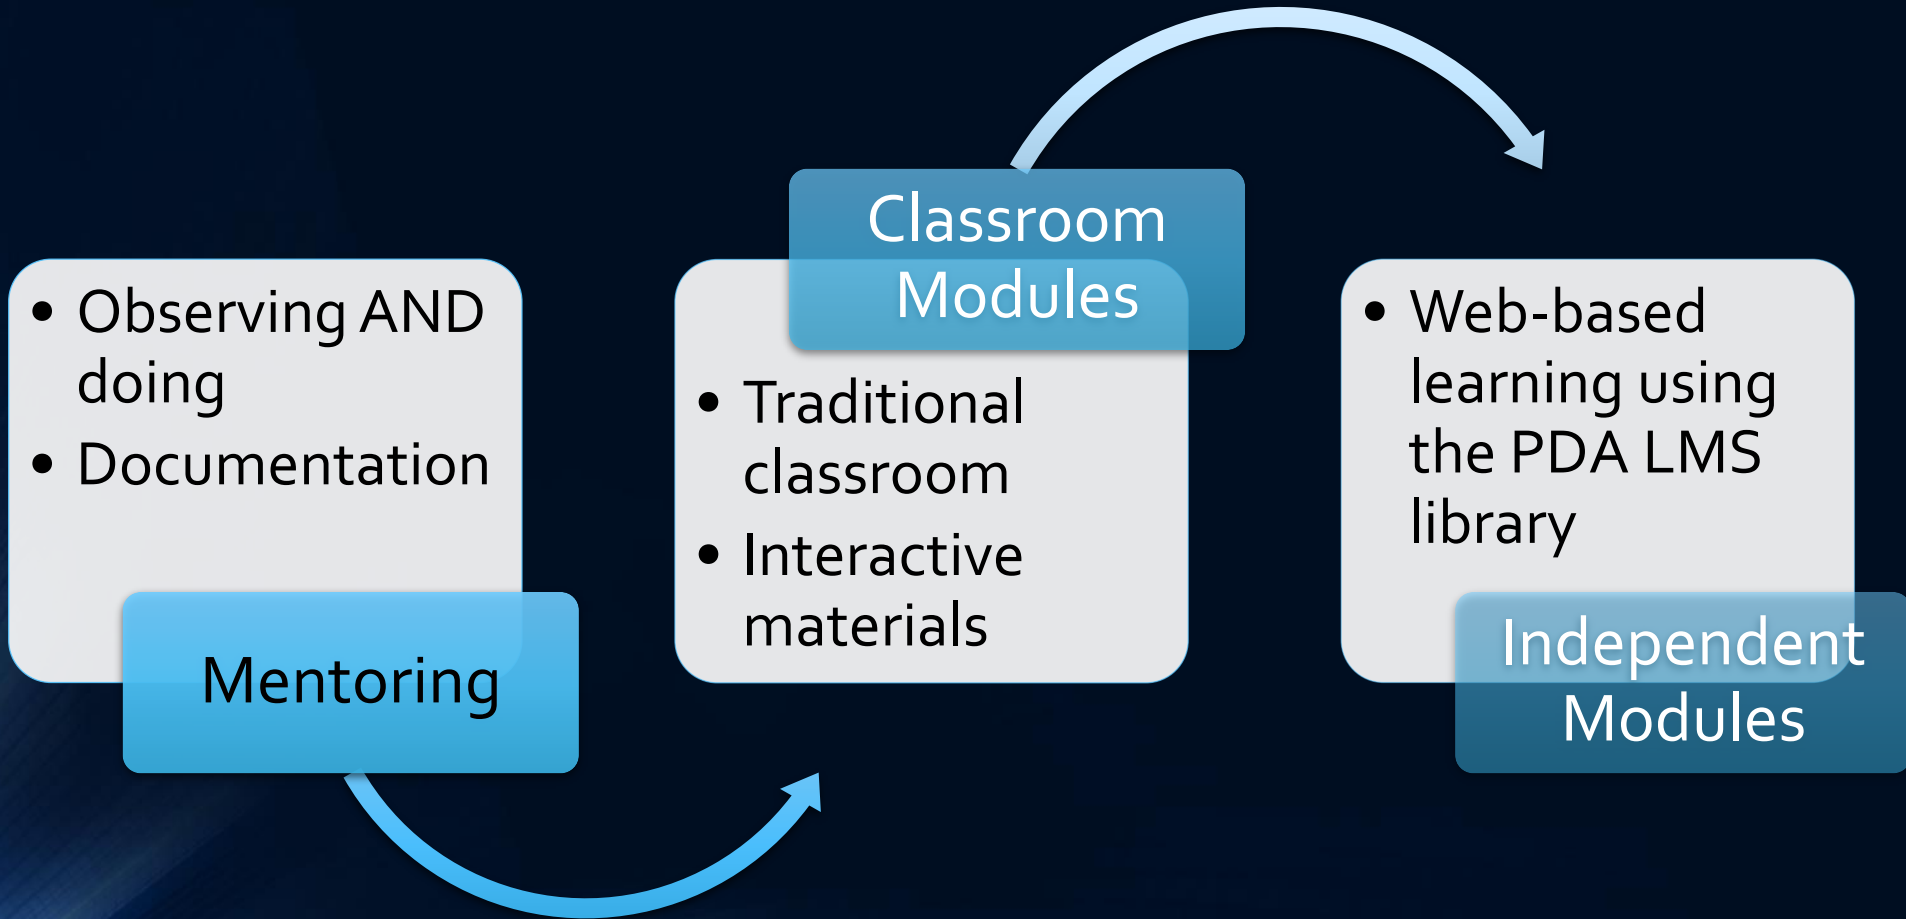 • Observing AND
doing
• Documentation
Mentoring
Classroom
Modules
• Traditional
classroom
• Interactive
materials
• Web-based
learning using
the PDA LMS
library
Independent
Modules